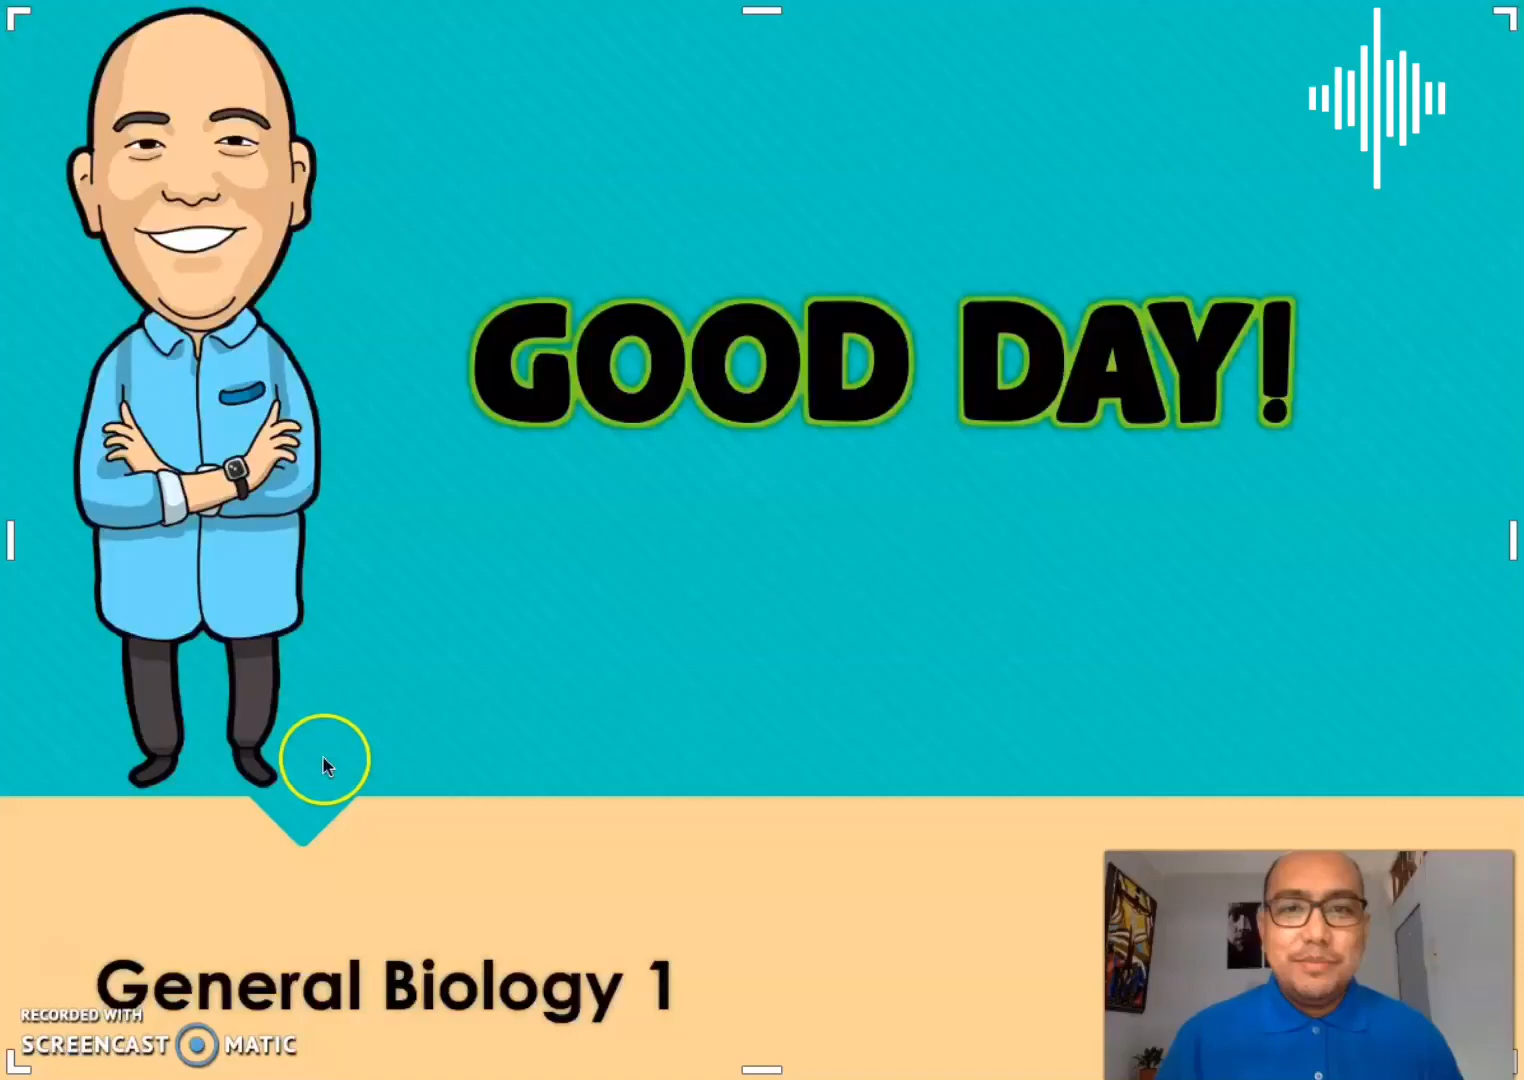 GOOD DAY!
General Biology 1
RECORDED WITH
SCREENCAST MATIC